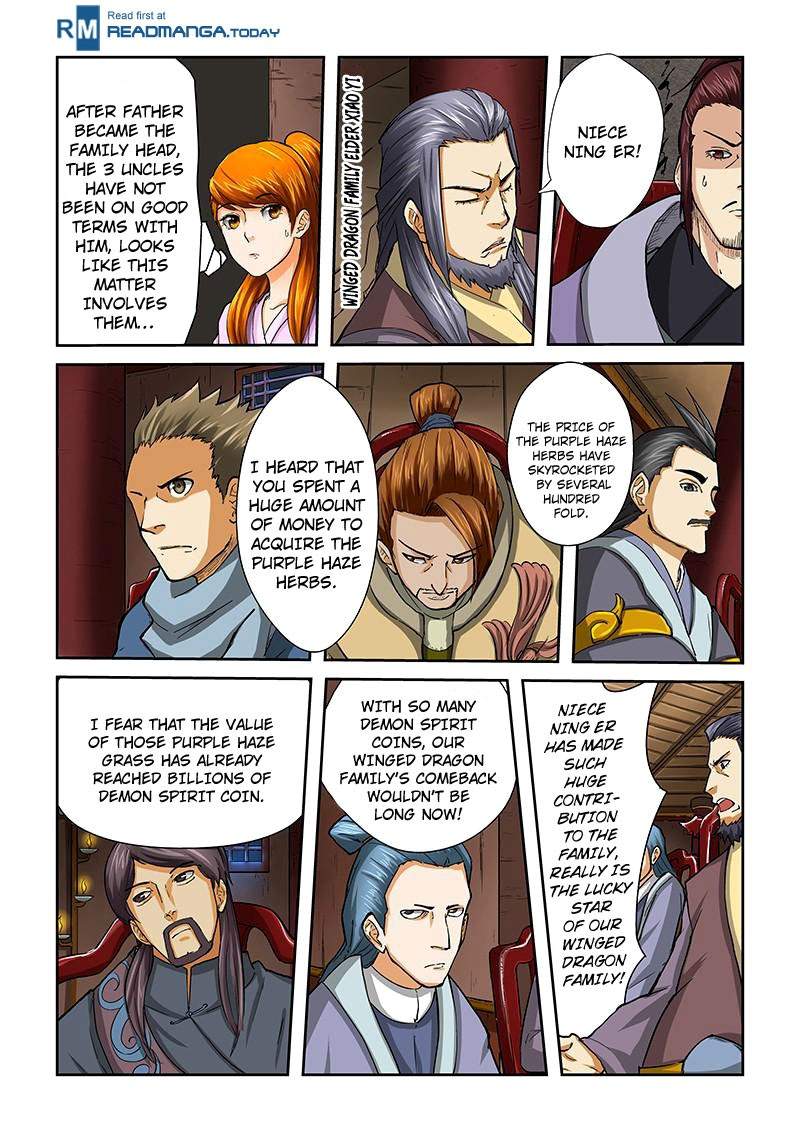 Read first at
RM
READMANGA.TODAY
AFTER FATHER
BECAME THE
FAMILY HEAD,
THE 3 UNCLES
HAVE NOT
BEEN ON GOOD
TERMS WITH
HIM, LOOKS
LIKE THIS
MATTER
INVOLVES
THEM...
WINGED DRAGON FAMILY ELDER XIAO YI
NIECE
NING ER!
I HEARD THAT
YOU SPENT A
HUGE AMOUNT
OF MONEY TO
ACQUIRE THE
PURPLE HAZE
HERBS.
THE PRICE OF
THE PURPLE HAZE
HERBS HAVE
SKYROCKETED
BY SEVERAL
HUNDRED
FOLD.
I FEAR THAT THE VALUE
OF THOSE PURPLE HAZE
GRASS HAS ALREADY
REACHED BILLIONS OF
DEMON SPIRIT COIN.
WITH SO MANY
DEMON SPIRIT
COINS, OUR
WINGED DRAGON
FAMILY'S COMEBACK
WOULDN'T BE
LONG NOW!
NIECE
NING ER
HAS MADE
SUCH
HUGE
CONTRI-
BUTION
TO THE
FAMILY,
REALLY IS
THE LUCKY
STAR
OF OUR
WINGED
DRAGON
FAMILY!